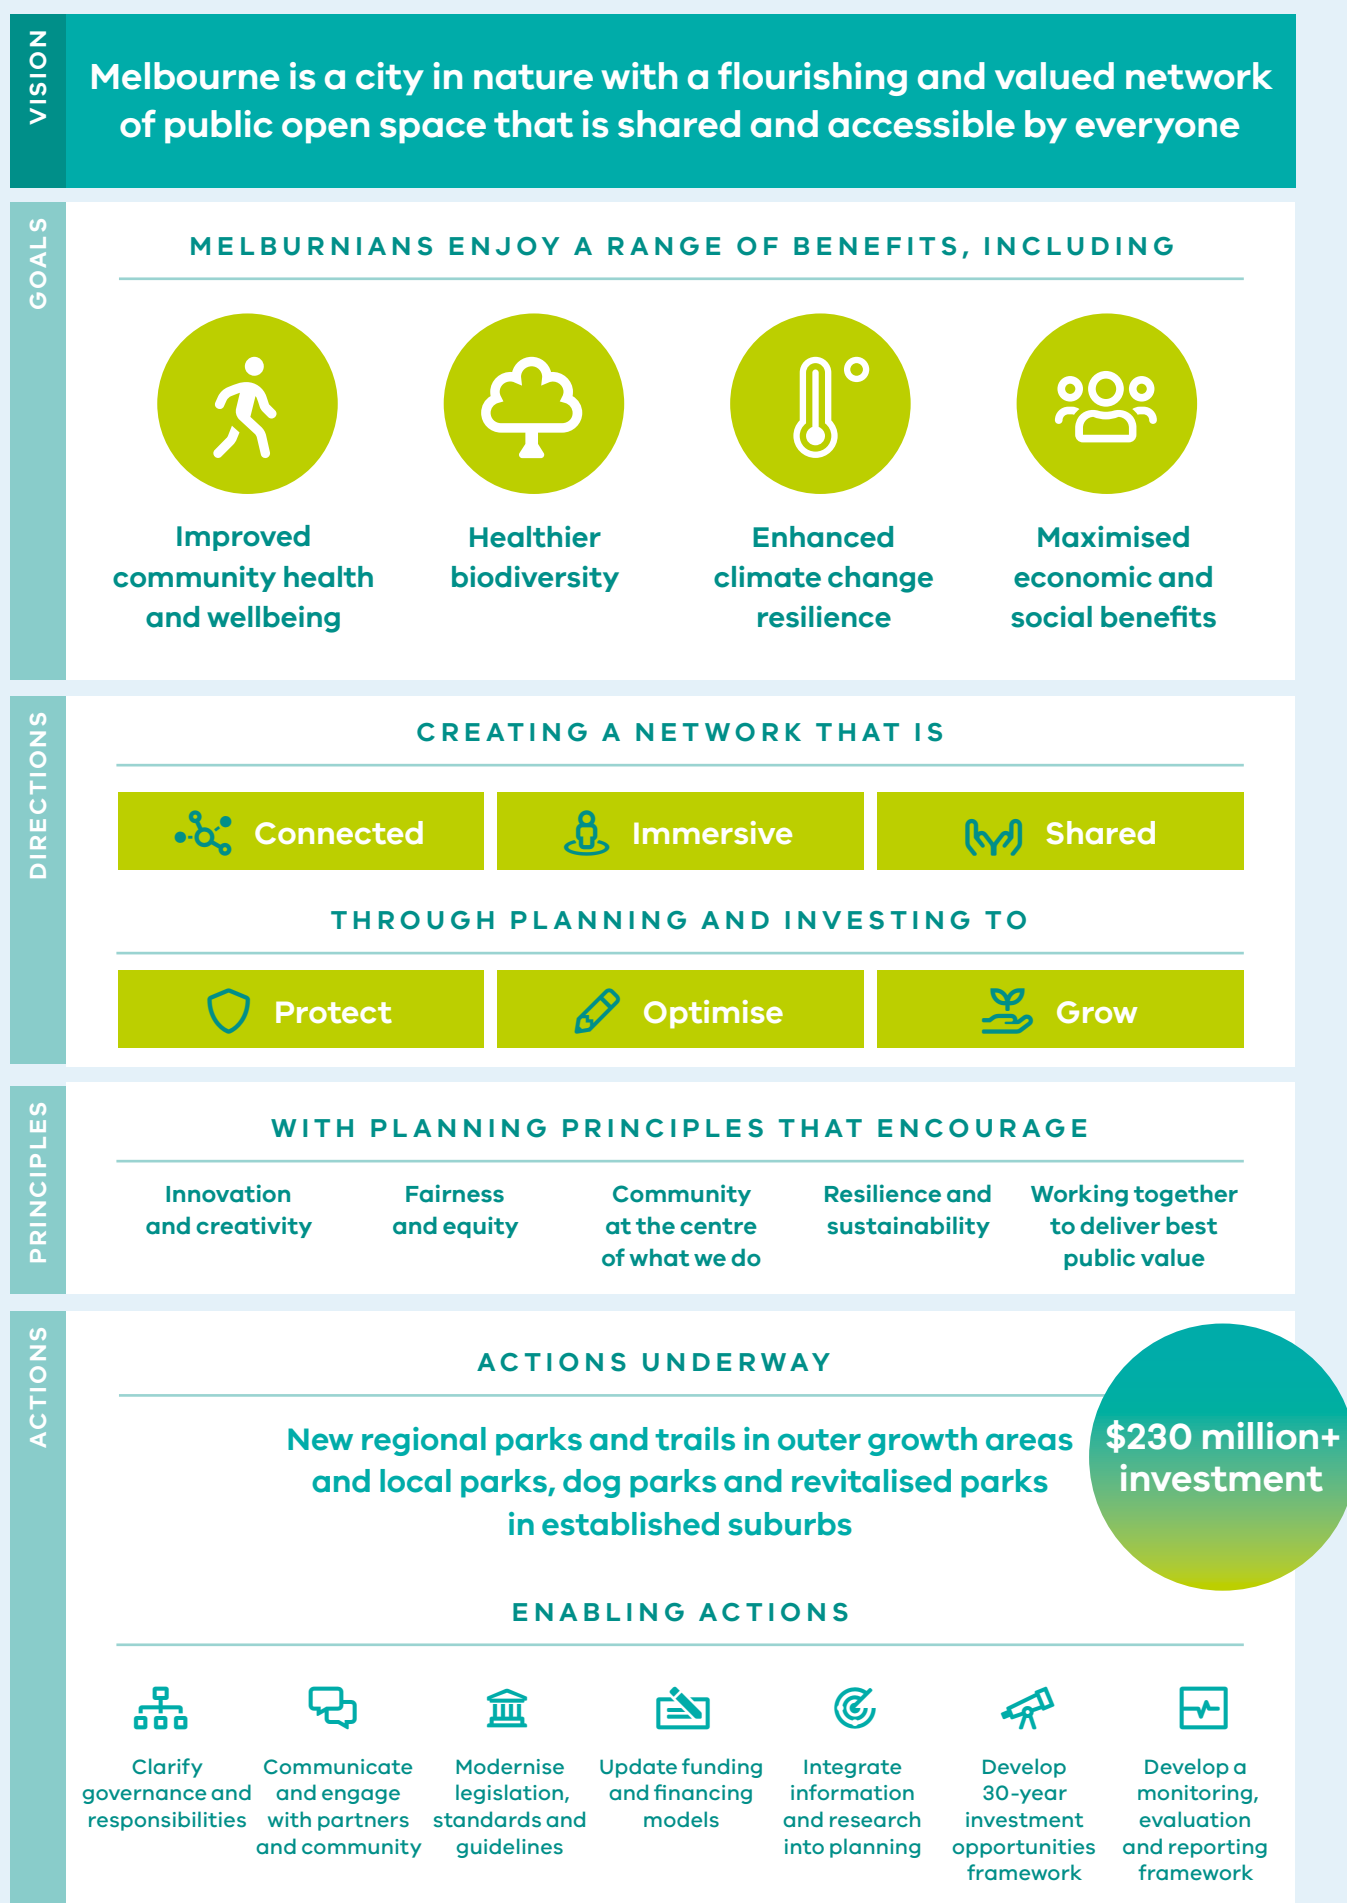 VISION
Melbourne is a city in nature with a flourishing and valued network
of public open space that is shared and accessible by everyone
GOALS
MELBURNIANS ENJOY A RANGE OF BENEFITS, INCLUDING
Improved
community health
and wellbeing
Healthier
biodiversity
Enhanced
climate change
resilience
Maximised
economic and
social benefits
DIRECTIONS
CREATING A NETWORK THAT IS
Connected
Immersive
Shared
THROUGH PLANNING AND INVESTING TO
Protect
Optimise
Grow
PRINCIPLES
WITH PLANNING PRINCIPLES THAT ENCOURAGE
Innovation
and creativity
Fairness
and equity
Community
at the centre
of what we do
Resilience and
sustainability
Working together
to deliver best
public value
ACTIONS
ACTIONS UNDERWAY
New regional parks and trails in outer growth areas
and local parks, dog parks and revitalised parks
in established suburbs
$230 million+
investment
ENABLING ACTIONS
Clarify
governance and
responsibilities
Communicate
and engage
with partners
and community
Modernise
legislation,
standards and
guidelines
Update funding
and financing
models
Integrate
information
and research
into planning
Develop
30-year
investment
opportunities
framework
Develop a
monitoring,
evaluation
and reporting
framework